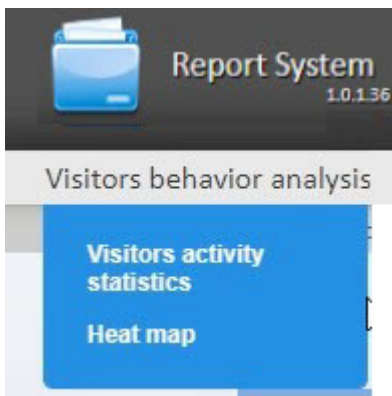 Report System
1.0.1.36
Visitors behavior analysis
Visitors activity
statistics
Heat map